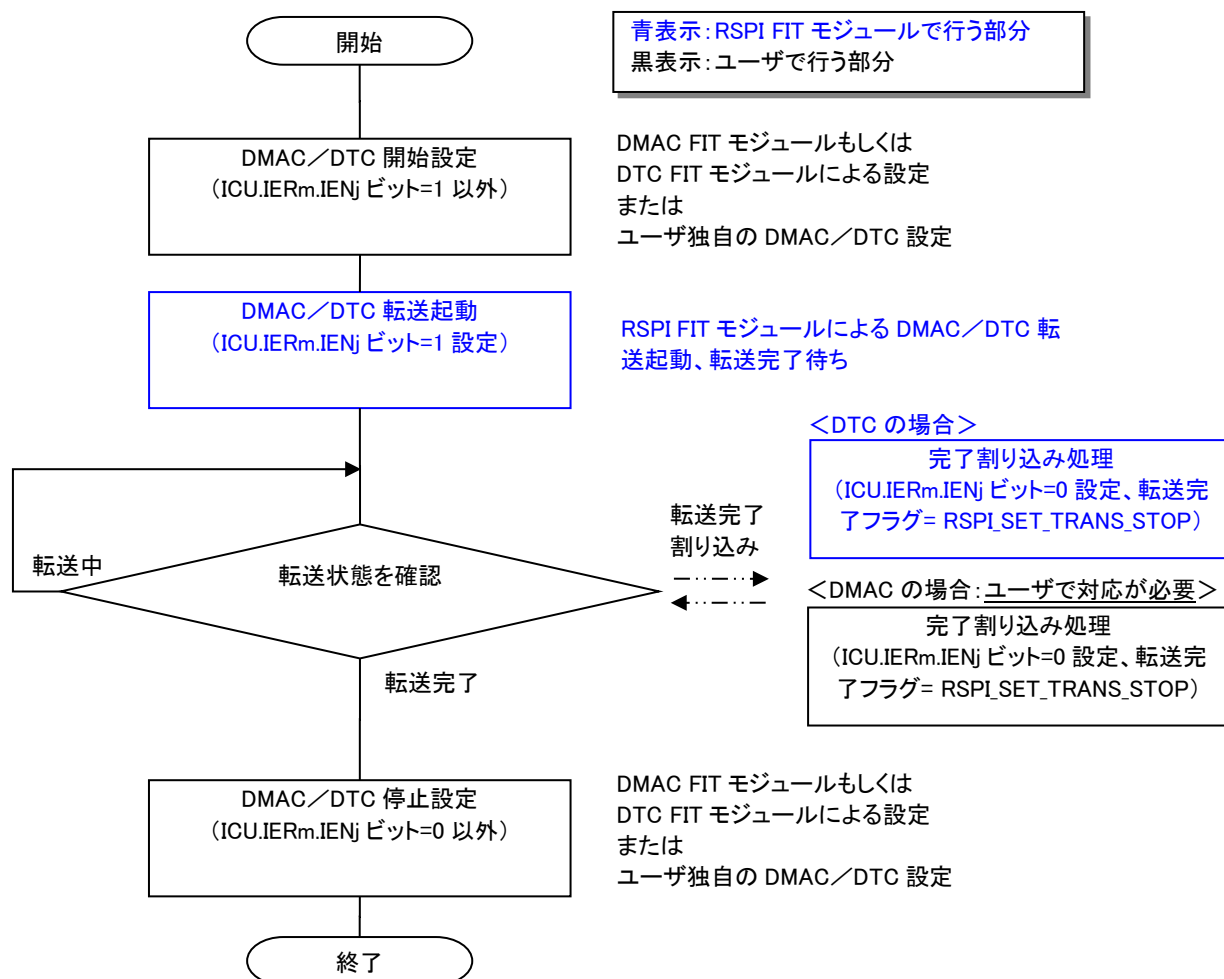 開始
青表示：RSPI FIT モジュールで行う部分
黒表示：ユーザで行う部分
DMAC／DTC 開始設定
（ICU.IERm.IENj ビット=1 以外）
DMAC FIT モジュールもしくは
DTC FIT モジュールによる設定
または
ユーザ独自の DMAC／DTC 設定
DMAC／DTC 転送起動
（ICU.IERm.IENj ビット=1 設定）
RSPI FIT モジュールによる DMAC／DTC 転
送起動、転送完了待ち
転送状態を確認
転送中
転送完了
転送完了
割り込み
＜DTC の場合＞
完了割り込み処理
（ICU.IERm.IENj ビット=0 設定、転送完
了フラグ= RSPI_SET_TRANS_STOP）
＜DMAC の場合：ユーザで対応が必要＞
完了割り込み処理
（ICU.IERm.IENj ビット=0 設定、転送完
了フラグ= RSPI_SET_TRANS_STOP）
DMAC／DTC 停止設定
（ICU.IERm.IENj ビット=0 以外）
DMAC FIT モジュールもしくは
DTC FIT モジュールによる設定
または
ユーザ独自の DMAC／DTC 設定
終了